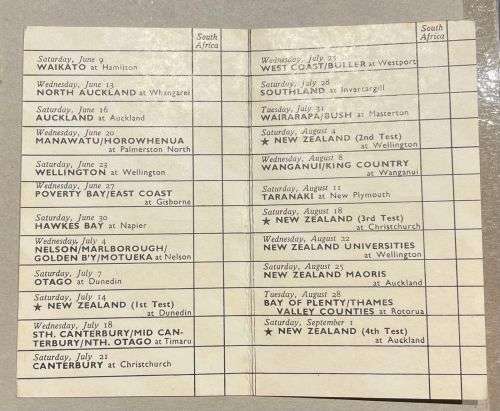 South
Africa
Saturday, June 9
WAIKATO at Hamilton
Wednesday, June 13
NORTH AUCKLAND at Whangarei
Saturday, June 16
AUCKLAND at Auckland
Wednesday, June 20
MANAWATU/HOROWHENUA
at Palmerston North
Saturday, June 23
WELLINGTON at Wellington
Wednesday, June 27
POVERTY BAY/EAST COAST
at Gisborne
Saturday, June 30
HAWKES BAY at Napier
Wednesday, July 4
NELSON/MARLBOROUGH/
GOLDEN B'Y/MOTUEKA at Nelson
Saturday, July 7
OTAGO at Dunedin
Saturday, July 14
★ NEW ZEALAND (1st Test)
at Dunedin
Wednesday, July 18
STH. CANTERBURY/MID CAN-
TERBURY/NTH. OTAGO at Timaru
Saturday, July 21
CANTERBURY at Christchurch
South
Africa
Wednesday, July 25
WEST COAST/BULLER at Westport
Saturday, July 28
SOUTHLAND at Invercargill
Tuesday, July 31
WAIRARAPA/BUSH at Masterton
Saturday, August 4
★ NEW ZEALAND (2nd Test)
at Wellington
Wednesday, August 8
WANGANUI/KING COUNTRY
at Wanganui
Saturday, August 11
TARANAKI at New Plymouth
Saturday, August 18
★ NEW ZEALAND (3rd Test)
at Christchurch
Wednesday, August 22
NEW ZEALAND UNIVERSITIES
at Wellington
Saturday, August 25
NEW ZEALAND MAORIS
at Auckland
Tuesday, August 28
BAY OF PLENTY/THAMES
VALLEY COUNTIES at Rotorua
Saturday, September 1
★ NEW ZEALAND (4th Test)
at Auckland